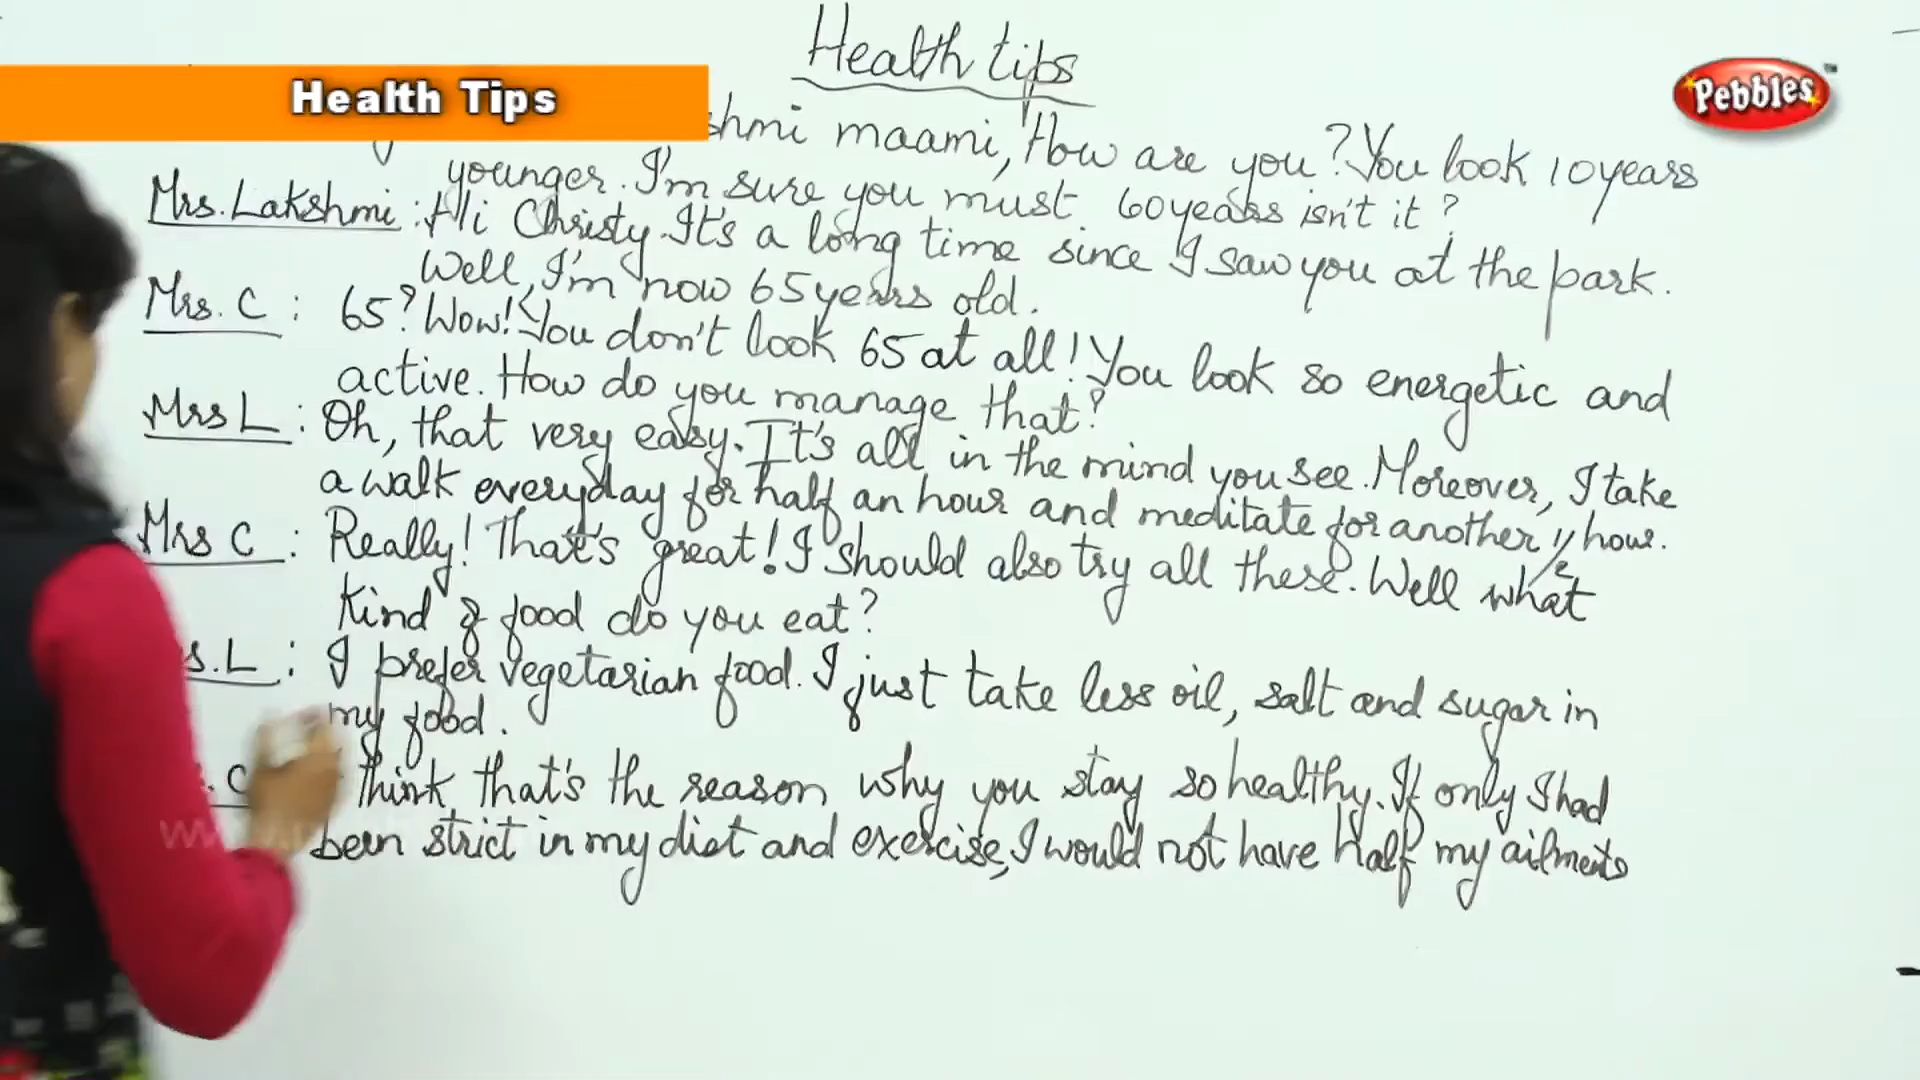 Health tips
Health Tips
Pebbles™
shmi maami, How are you? You look 10 years
younger. I'm sure you must 60 years isn't it?
Mrs. Lakshmi : Hi Christy. It's a long time since I saw you at the park.
Well, I'm now 65 years old.
Mrs. C : 65? Wow! You don't look 65 at all! You look so energetic and
active. How do you manage that?
Mrs L : Oh, that very easy. It's all in the mind you see. Moreover, I take
a walk everyday for half an hour and meditate for another 1/2 hour.
Mrs C : Really! That's great! I should also try all these. Well what
kind of food do you eat?
s. L : I prefer vegetarian food. I just take less oil, salt and sugar in
my food.
. C think that's the reason why you stay so healthy. If only I had
been strict in my diet and exercise, I would not have half my ailments
www.